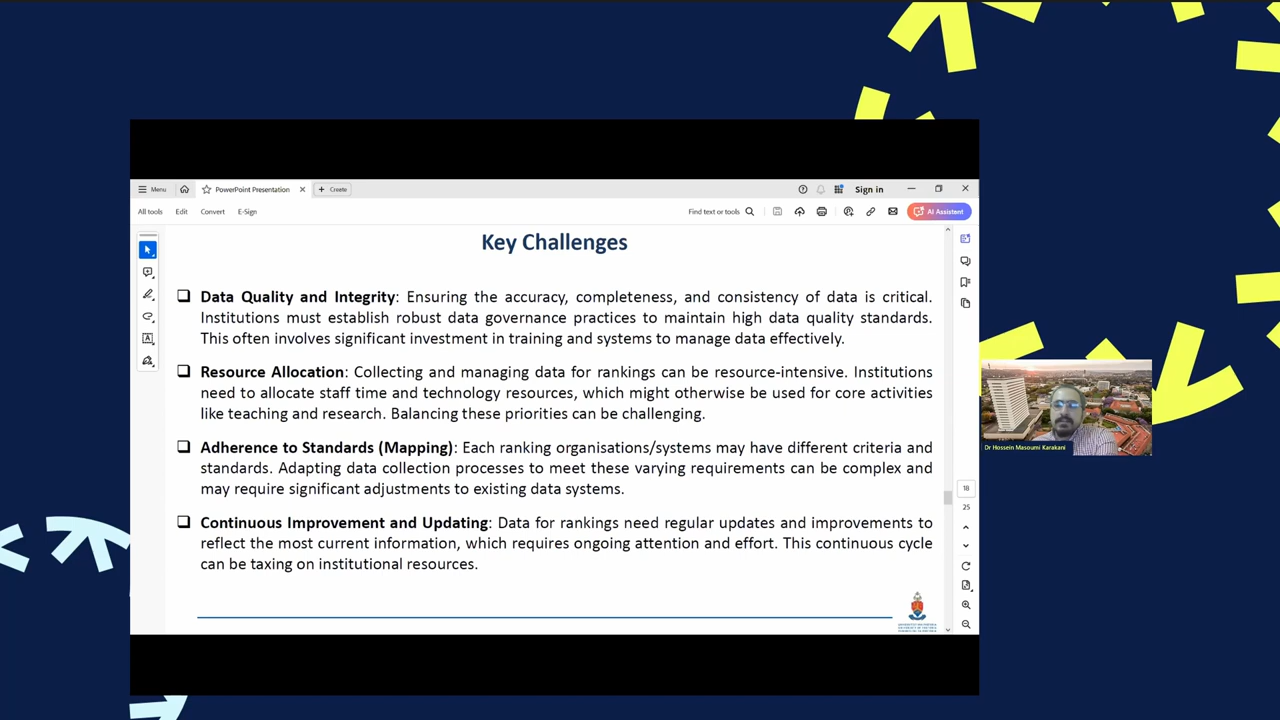 Menu
PowerPoint Presentation
Create
Sign in
All tools
Edit
Convert
E-Sign
Find text or tools
AI Assistant
Key Challenges
Data Quality and Integrity: Ensuring the accuracy, completeness, and consistency of data is critical.
Institutions must establish robust data governance practices to maintain high data quality standards.
This often involves significant investment in training and systems to manage data effectively.
Resource Allocation: Collecting and managing data for rankings can be resource-intensive. Institutions
need to allocate staff time and technology resources, which might otherwise be used for core activities
like teaching and research. Balancing these priorities can be challenging.
Adherence to Standards (Mapping): Each ranking organisations/systems may have different criteria and
standards. Adapting data collection processes to meet these varying requirements can be complex and
may require significant adjustments to existing data systems.
Continuous Improvement and Updating: Data for rankings need regular updates and improvements to
reflect the most current information, which requires ongoing attention and effort. This continuous cycle
can be taxing on institutional resources.
18
25
Dr Hossein Masoumi Karakani